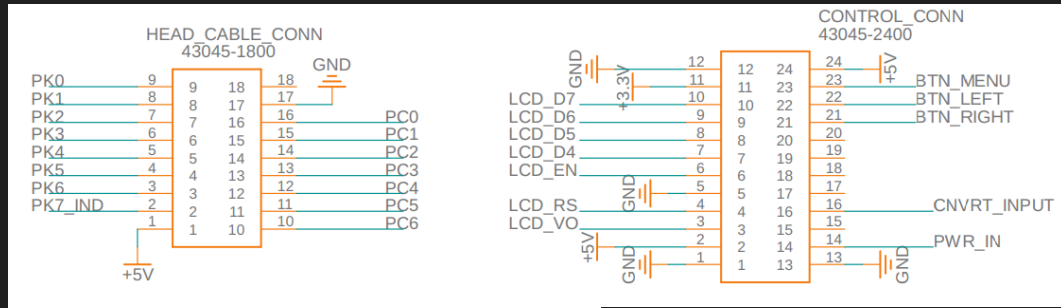 HEAD_CABLE_CONN
43045-1800
GND
PK0 9 9 18 18
PK1 8 8 17 17
PK2 7 7 16 16 PC0
PK3 6 6 15 15 PC1
PK4 5 5 14 14 PC2
PK5 4 4 13 13 PC3
PK6 3 3 12 12 PC4
PK7_IND 2 2 11 11 PC5
1 1 10 10 PC6
+5V
CONTROL_CONN
43045-2400
GND 12 12 24 24 +5V
+3.3V 11 11 23 23 BTN_MENU
LCD_D7 10 10 22 22 BTN_LEFT
LCD_D6 9 9 21 21 BTN_RIGHT
LCD_D5 8 8 20 20
LCD_D4 7 7 19 19
LCD_EN 6 6 18 18
GND 5 5 17 17
LCD_RS 4 4 16 16 CNVRT_INPUT
LCD_VO 3 3 15 15
+5V 2 2 14 14 PWR_IN
GND 1 1 13 13 GND